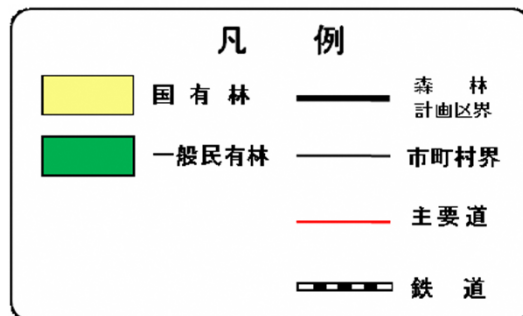 凡 例
国有林
一般民有林
森 林
計画区界
市町村界
主要道
鉄 道